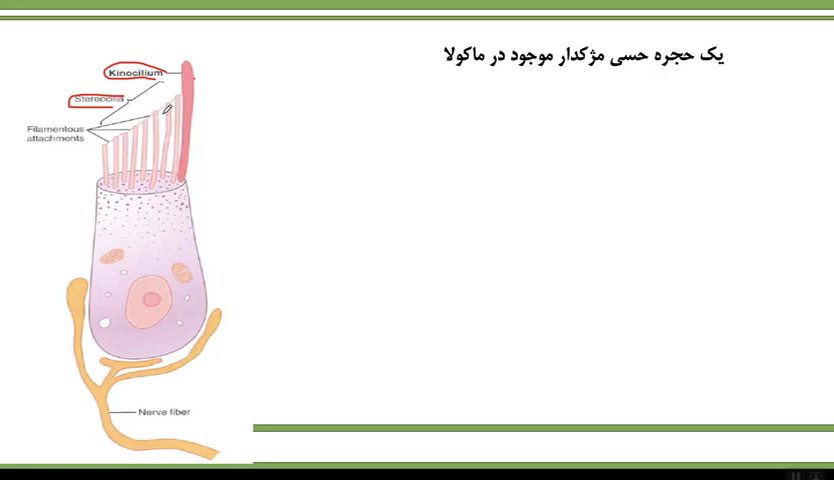 یک حجره حسی مژکدار موجود در ماکولا
Kinocilium
Stereocilia
Filamentous
attachments
Nerve fiber